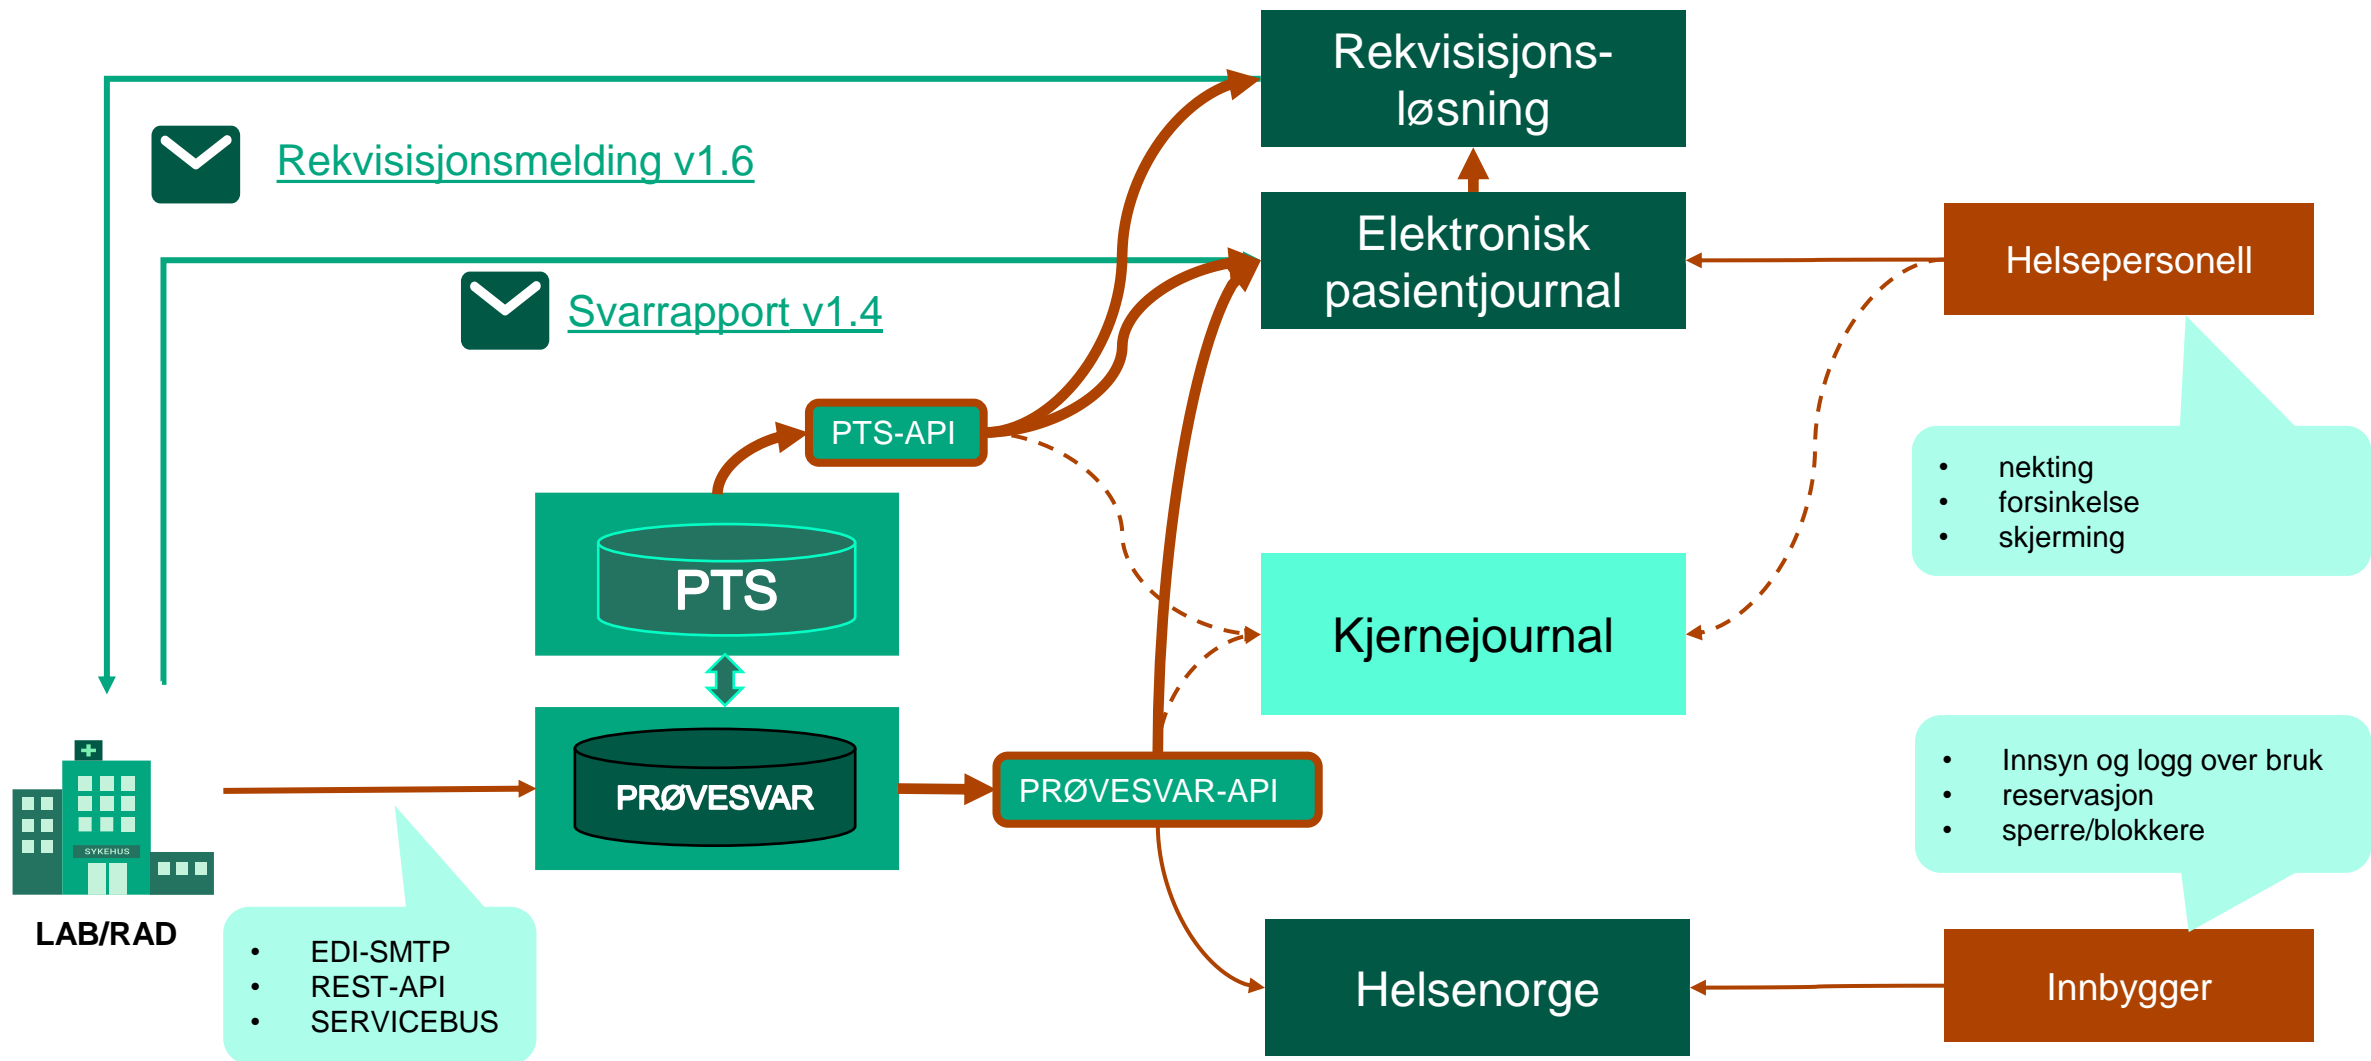 Rekvisisjons-
løsning
Rekvisisjonsmelding v1.6
Elektronisk
pasientjournal
Helsepersonell
Svarrapport v1.4
PTS-API
• nekting
• forsinkelse
• skjerming
PTS
Kjernejournal
PRØVESVAR
PRØVESVAR-API
• Innsyn og logg over bruk
• reservasjon
• sperre/blokkere
SYKEHUS
LAB/RAD
• EDI-SMTP
• REST-API
• SERVICEBUS
Helsenorge
Innbygger